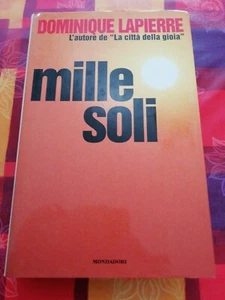 DOMINIQUE LAPIERRE
L'autore de "La città della gioia"
mille
soli
MONDADORI